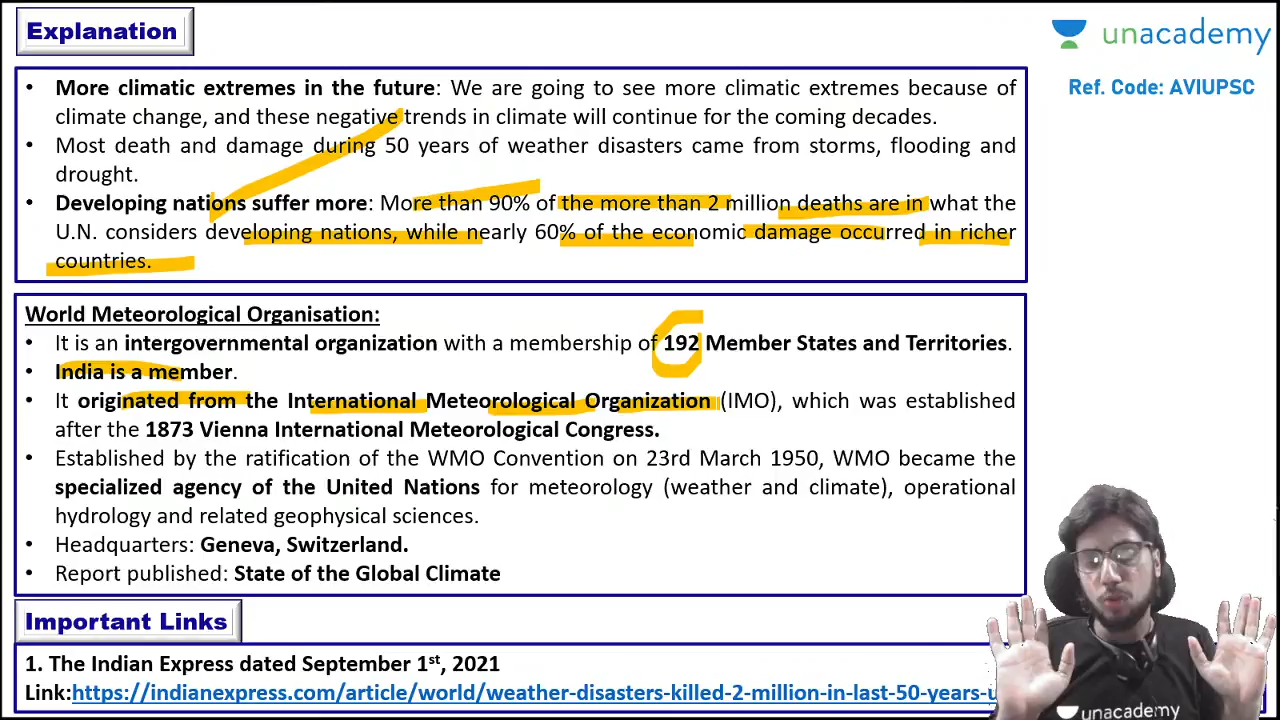 Explanation
unacademy
Ref. Code: AVIUPSC
• More climatic extremes in the future: We are going to see more climatic extremes because of
climate change, and these negative trends in climate will continue for the coming decades.
• Most death and damage during 50 years of weather disasters came from storms, flooding and
drought.
• Developing nations suffer more: More than 90% of the more than 2 million deaths are in what the
U.N. considers developing nations, while nearly 60% of the economic damage occurred in richer
countries.
World Meteorological Organisation:
• It is an intergovernmental organization with a membership of 192 Member States and Territories.
• India is a member.
• It originated from the International Meteorological Organization (IMO), which was established
after the 1873 Vienna International Meteorological Congress.
• Established by the ratification of the WMO Convention on 23rd March 1950, WMO became the
specialized agency of the United Nations for meteorology (weather and climate), operational
hydrology and related geophysical sciences.
• Headquarters: Geneva, Switzerland.
• Report published: State of the Global Climate
Important Links
1. The Indian Express dated September 1st, 2021
Link:https://indianexpress.com/article/world/weather-disasters-killed-2-million-in-last-50-years-u
unacademy